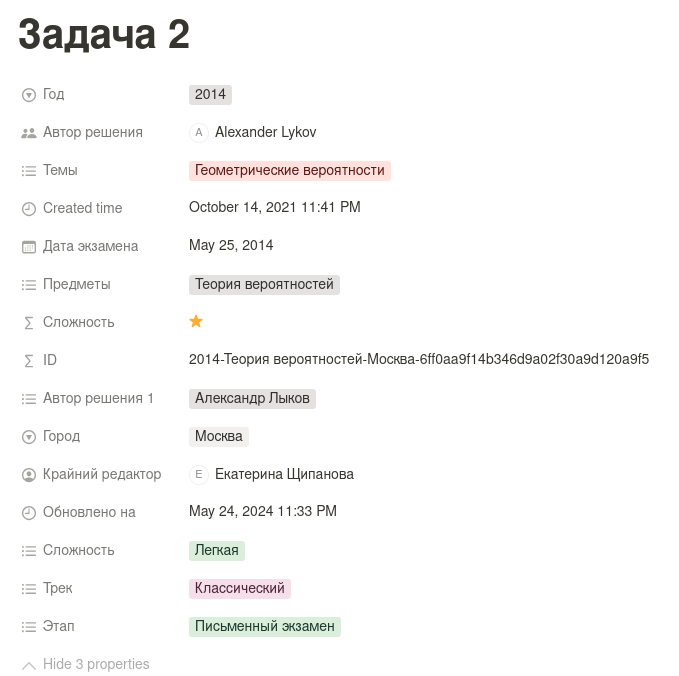 Задача 2
Год 2014
Автор решения A Alexander Lykov
Темы Геометрические вероятности
Created time October 14, 2021 11:41 PM
Дата экзамена May 25, 2014
Предметы Теория вероятностей
Сложность
ID 2014-Теория вероятностей-Москва-6ff0aa9f14b346d9a02f30a9d120a9f5
Автор решения 1 Александр Лыков
Город Москва
Крайний редактор E Екатерина Щипанова
Обновлено на May 24, 2024 11:33 PM
Сложность Легкая
Трек Классический
Этап Письменный экзамен
Hide 3 properties